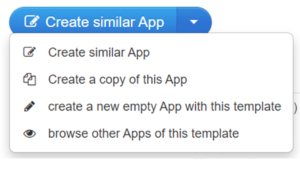 Create similar App
Create similar App
Create a copy of this App
create a new empty App with this template
browse other Apps of this template
)